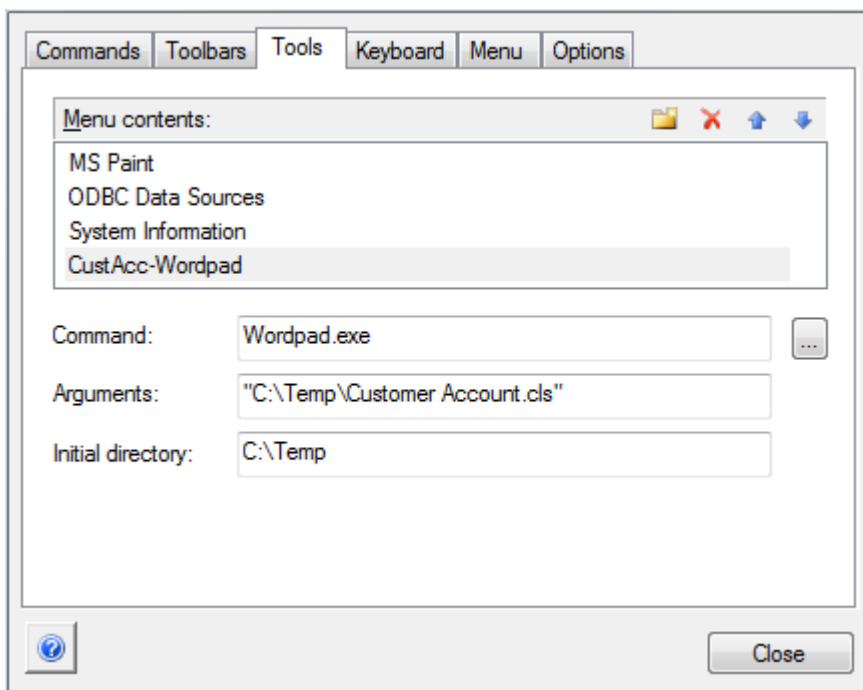 Commands Toolbars Tools Keyboard Menu Options
Menu contents:
MS Paint
ODBC Data Sources
System Information
CustAcc-Wordpad
Command: Wordpad.exe ...
Arguments: "C:\Temp\Customer Account.cls"
Initial directory: C:\Temp
?
Close